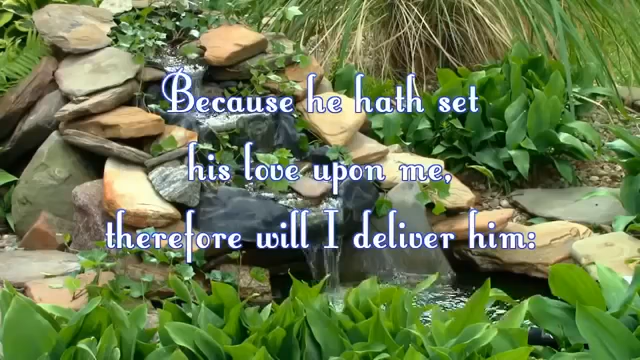 Because he hath set
his love upon me,
therefore will I deliver him: